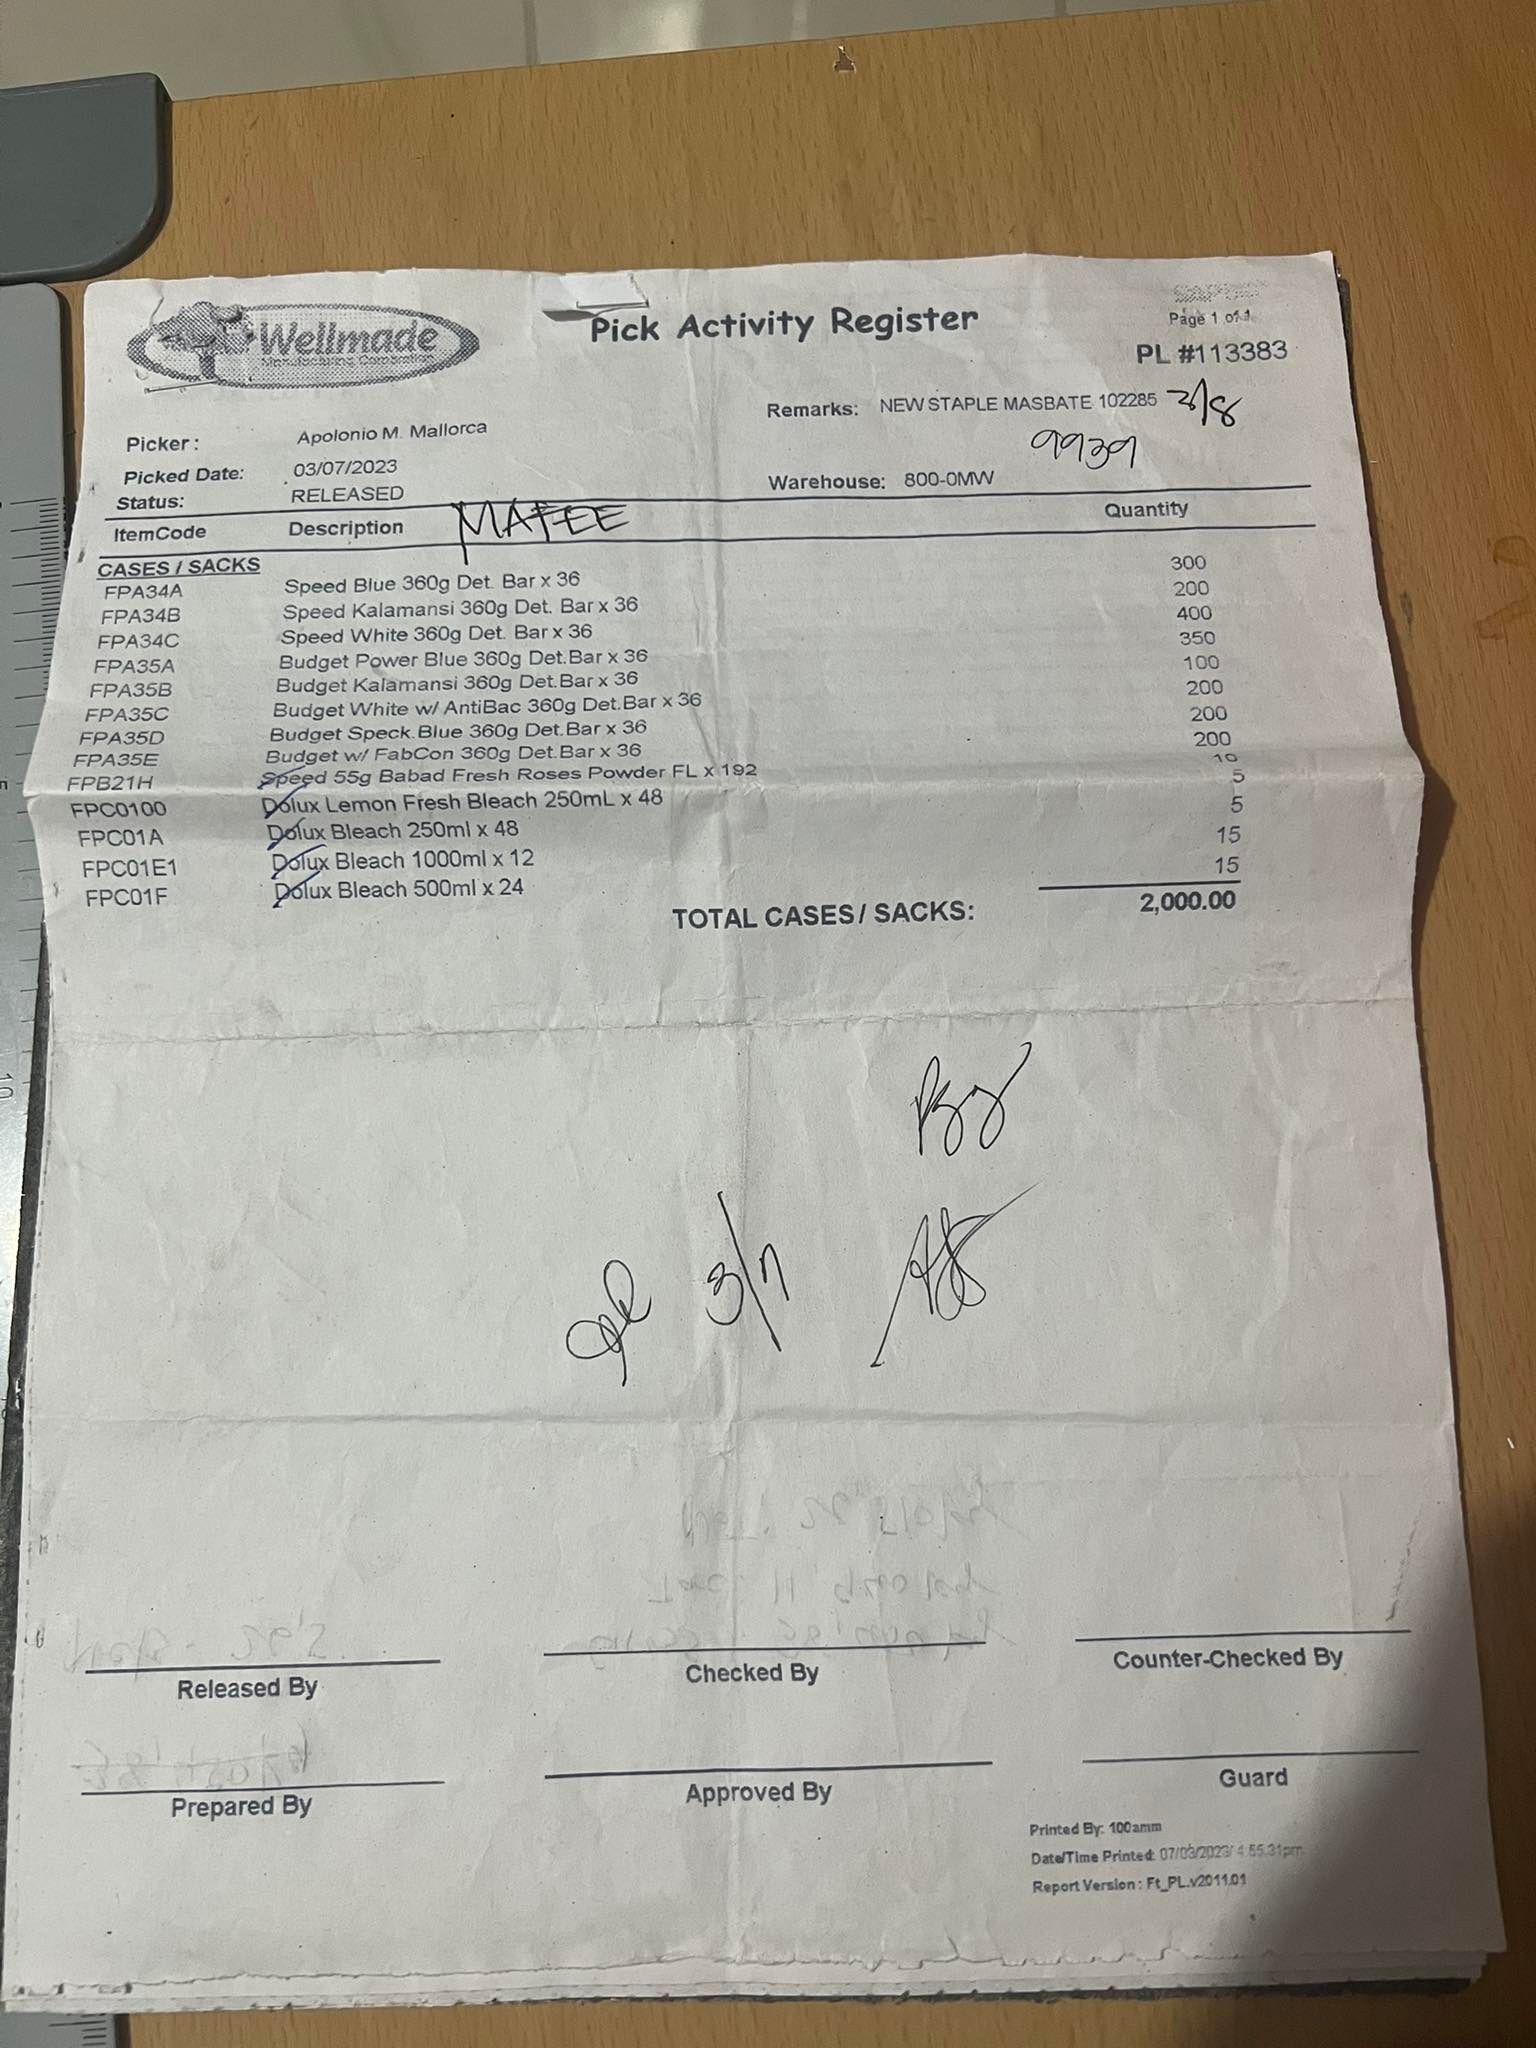 Wellmade
Manufacturing Corporation
Pick Activity Register
Page 1 of 1
PL #113383
Remarks: NEW STAPLE MASBATE 102285 3/8
9939
Picker : Apolonio M. Mallorca
Picked Date: 03/07/2023
Warehouse: 800-0MW
Status: RELEASED
ItemCode Description MAFEE Quantity
CASES / SACKS
FPA34A Speed Blue 360g Det. Bar x 36 300
FPA34B Speed Kalamansi 360g Det. Bar x 36 200
FPA34C Speed White 360g Det. Bar x 36 400
FPA35A Budget Power Blue 360g Det.Bar x 36 350
FPA35B Budget Kalamansi 360g Det.Bar x 36 100
FPA35C Budget White w/ AntiBac 360g Det.Bar x 36 200
FPA35D Budget Speck.Blue 360g Det.Bar x 36 200
FPA35E Budget w/ FabCon 360g Det.Bar x 36 200
FPB21H Speed 55g Babad Fresh Roses Powder FL x 192 10
FPC0100 Dolux Lemon Fresh Bleach 250mL x 48 5
FPC01A Dolux Bleach 250ml x 48 5
FPC01E1 Dolux Bleach 1000ml x 12 15
FPC01F Dolux Bleach 500ml x 24 15
TOTAL CASES / SACKS: 2,000.00
3/7
Released By Checked By Counter-Checked By
Prepared By Approved By Guard
Printed By: 100amm
Date/Time Printed: 07/03/2023/ 4:55:31pm
Report Version : Ft_PL.v2011.01